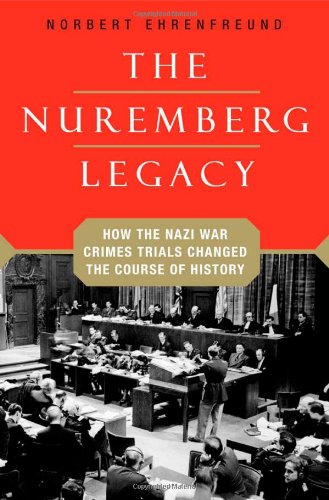 NORBERT EHRENFREUND
THE
NUREMBERG
LEGACY
HOW THE NAZI WAR
CRIMES TRIALS CHANGED
THE COURSE OF HISTORY